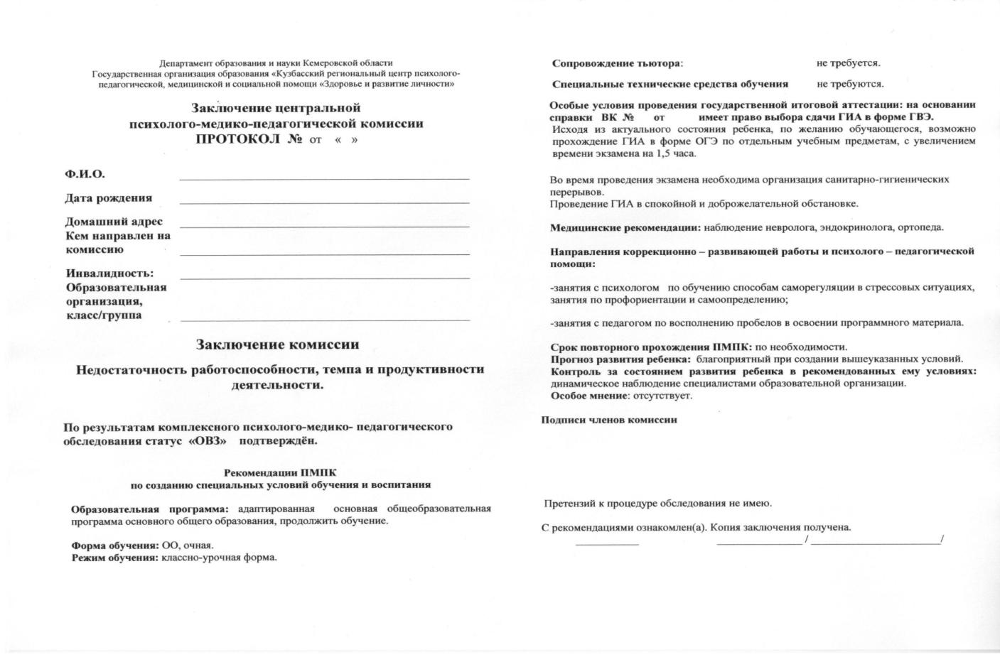 Департамент образования и науки Кемеровской области
Государственная организация образования «Кузбасский региональный центр психолого-
педагогической, медицинской и социальной помощи «Здоровье и развитие личности»
Заключение центральной
психолого-медико-педагогической комиссии
ПРОТОКОЛ № от « »
Ф.И.О.
Дата рождения
Домашний адрес
Кем направлен на
комиссию
Инвалидность:
Образовательная
организация,
класс/группа
Заключение комиссии
Недостаточность работоспособности, темпа и продуктивности
деятельности.
По результатам комплексного психолого-медико- педагогического
обследования статус «ОВЗ» подтверждён.
Рекомендации ПМПК
по созданию специальных условий обучения и воспитания
Образовательная программа: адаптированная основная общеобразовательная
программа основного общего образования, продолжить обучение.
Форма обучения: ОО, очная.
Режим обучения: классно-урочная форма.
Сопровождение тьютора: не требуется.
Специальные технические средства обучения не требуются.
Особые условия проведения государственной итоговой аттестации: на основании
справки ВК № от имеет право выбора сдачи ГИА в форме ГВЭ.
Исходя из актуального состояния ребенка, по желанию обучающегося, возможно
прохождение ГИА в форме ОГЭ по отдельным учебным предметам, с увеличением
времени экзамена на 1,5 часа.
Во время проведения экзамена необходима организация санитарно-гигиенических
перерывов.
Проведение ГИА в спокойной и доброжелательной обстановке.
Медицинские рекомендации: наблюдение невролога, эндокринолога, ортопеда.
Направления коррекционно – развивающей работы и психолого – педагогической
помощи:
-занятия с психологом по обучению способам саморегуляции в стрессовых ситуациях,
занятия по профориентации и самоопределению;
-занятия с педагогом по восполнению пробелов в освоении программного материала.
Срок повторного прохождения ПМПК: по необходимости.
Прогноз развития ребенка: благоприятный при создании вышеуказанных условий.
Контроль за состоянием развития ребенка в рекомендованных ему условиях:
динамическое наблюдение специалистами образовательной организации.
Особое мнение: отсутствует.
Подписи членов комиссии
Претензий к процедуре обследования не имею.
С рекомендациями ознакомлен(а). Копия заключения получена.
/ /